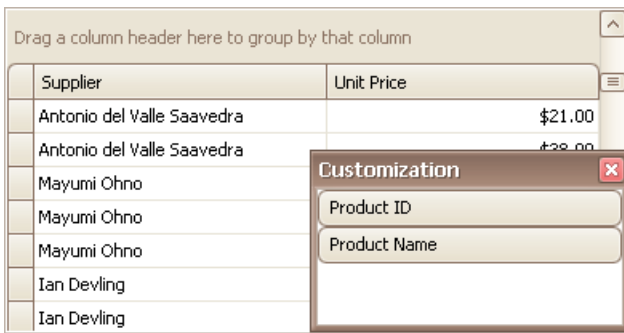 Drag a column header here to group by that column
Supplier Unit Price
Antonio del Valle Saavedra $21.00
Antonio del Valle Saavedra
Customization
Mayumi Ohno
Product ID
Mayumi Ohno
Product Name
Mayumi Ohno
Ian Devling
Ian Devling